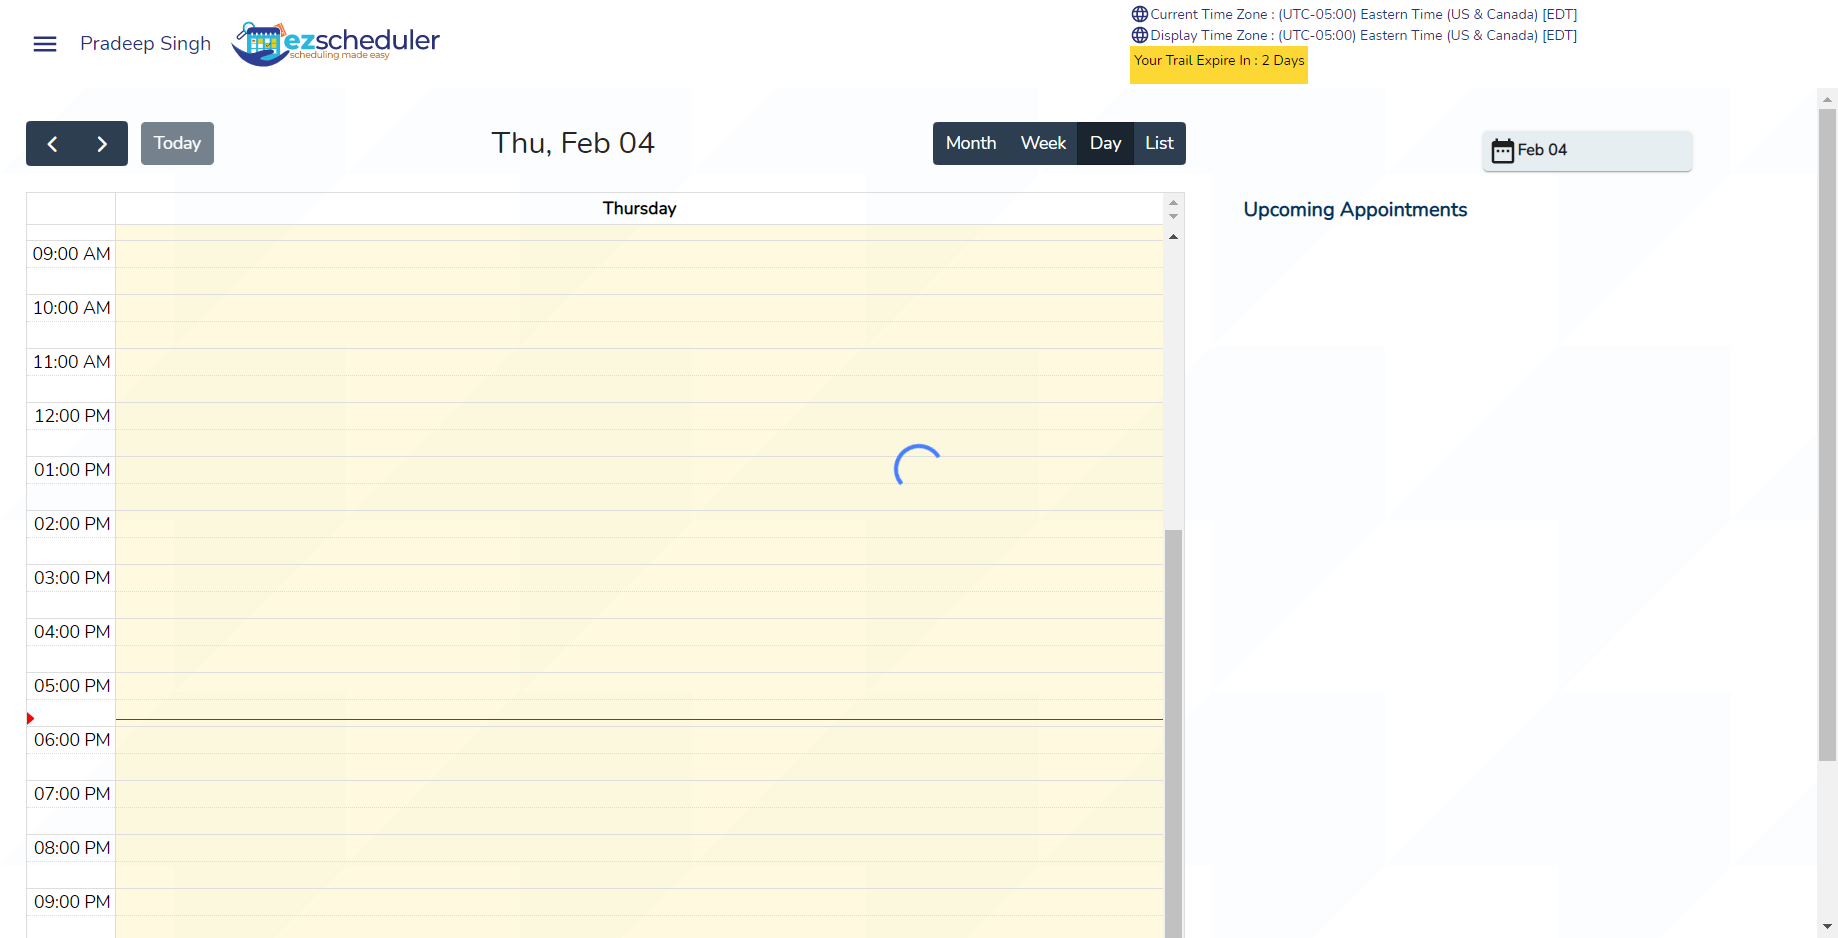 Pradeep Singh
ezscheduler
scheduling made easy
Current Time Zone : (UTC-05:00) Eastern Time (US & Canada) [EDT]
Display Time Zone : (UTC-05:00) Eastern Time (US & Canada) [EDT]
Your Trail Expire In : 2 Days
Today
Thu, Feb 04
Month Week Day List
Feb 04
Thursday
Upcoming Appointments
09:00 AM
10:00 AM
11:00 AM
12:00 PM
01:00 PM
02:00 PM
03:00 PM
04:00 PM
05:00 PM
06:00 PM
07:00 PM
08:00 PM
09:00 PM